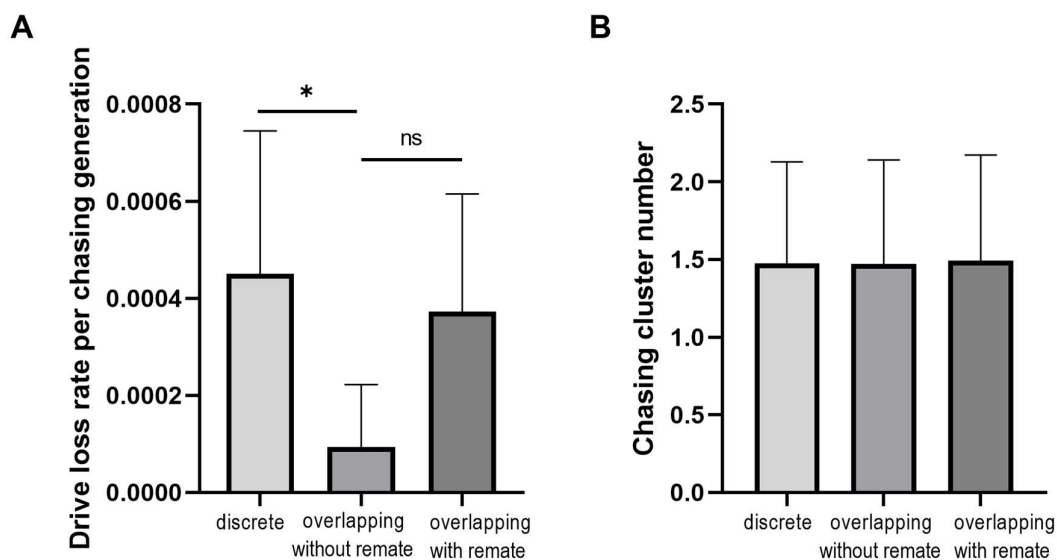 A
Drive loss rate per chasing generation
0.0008
0.0006
0.0004
0.0002
0.0000
*
ns
discrete
overlapping
without remate
overlapping
with remate
B
Chasing cluster number
2.5
2.0
1.5
1.0
0.5
0.0
discrete
overlapping
without remate
overlapping
with remate